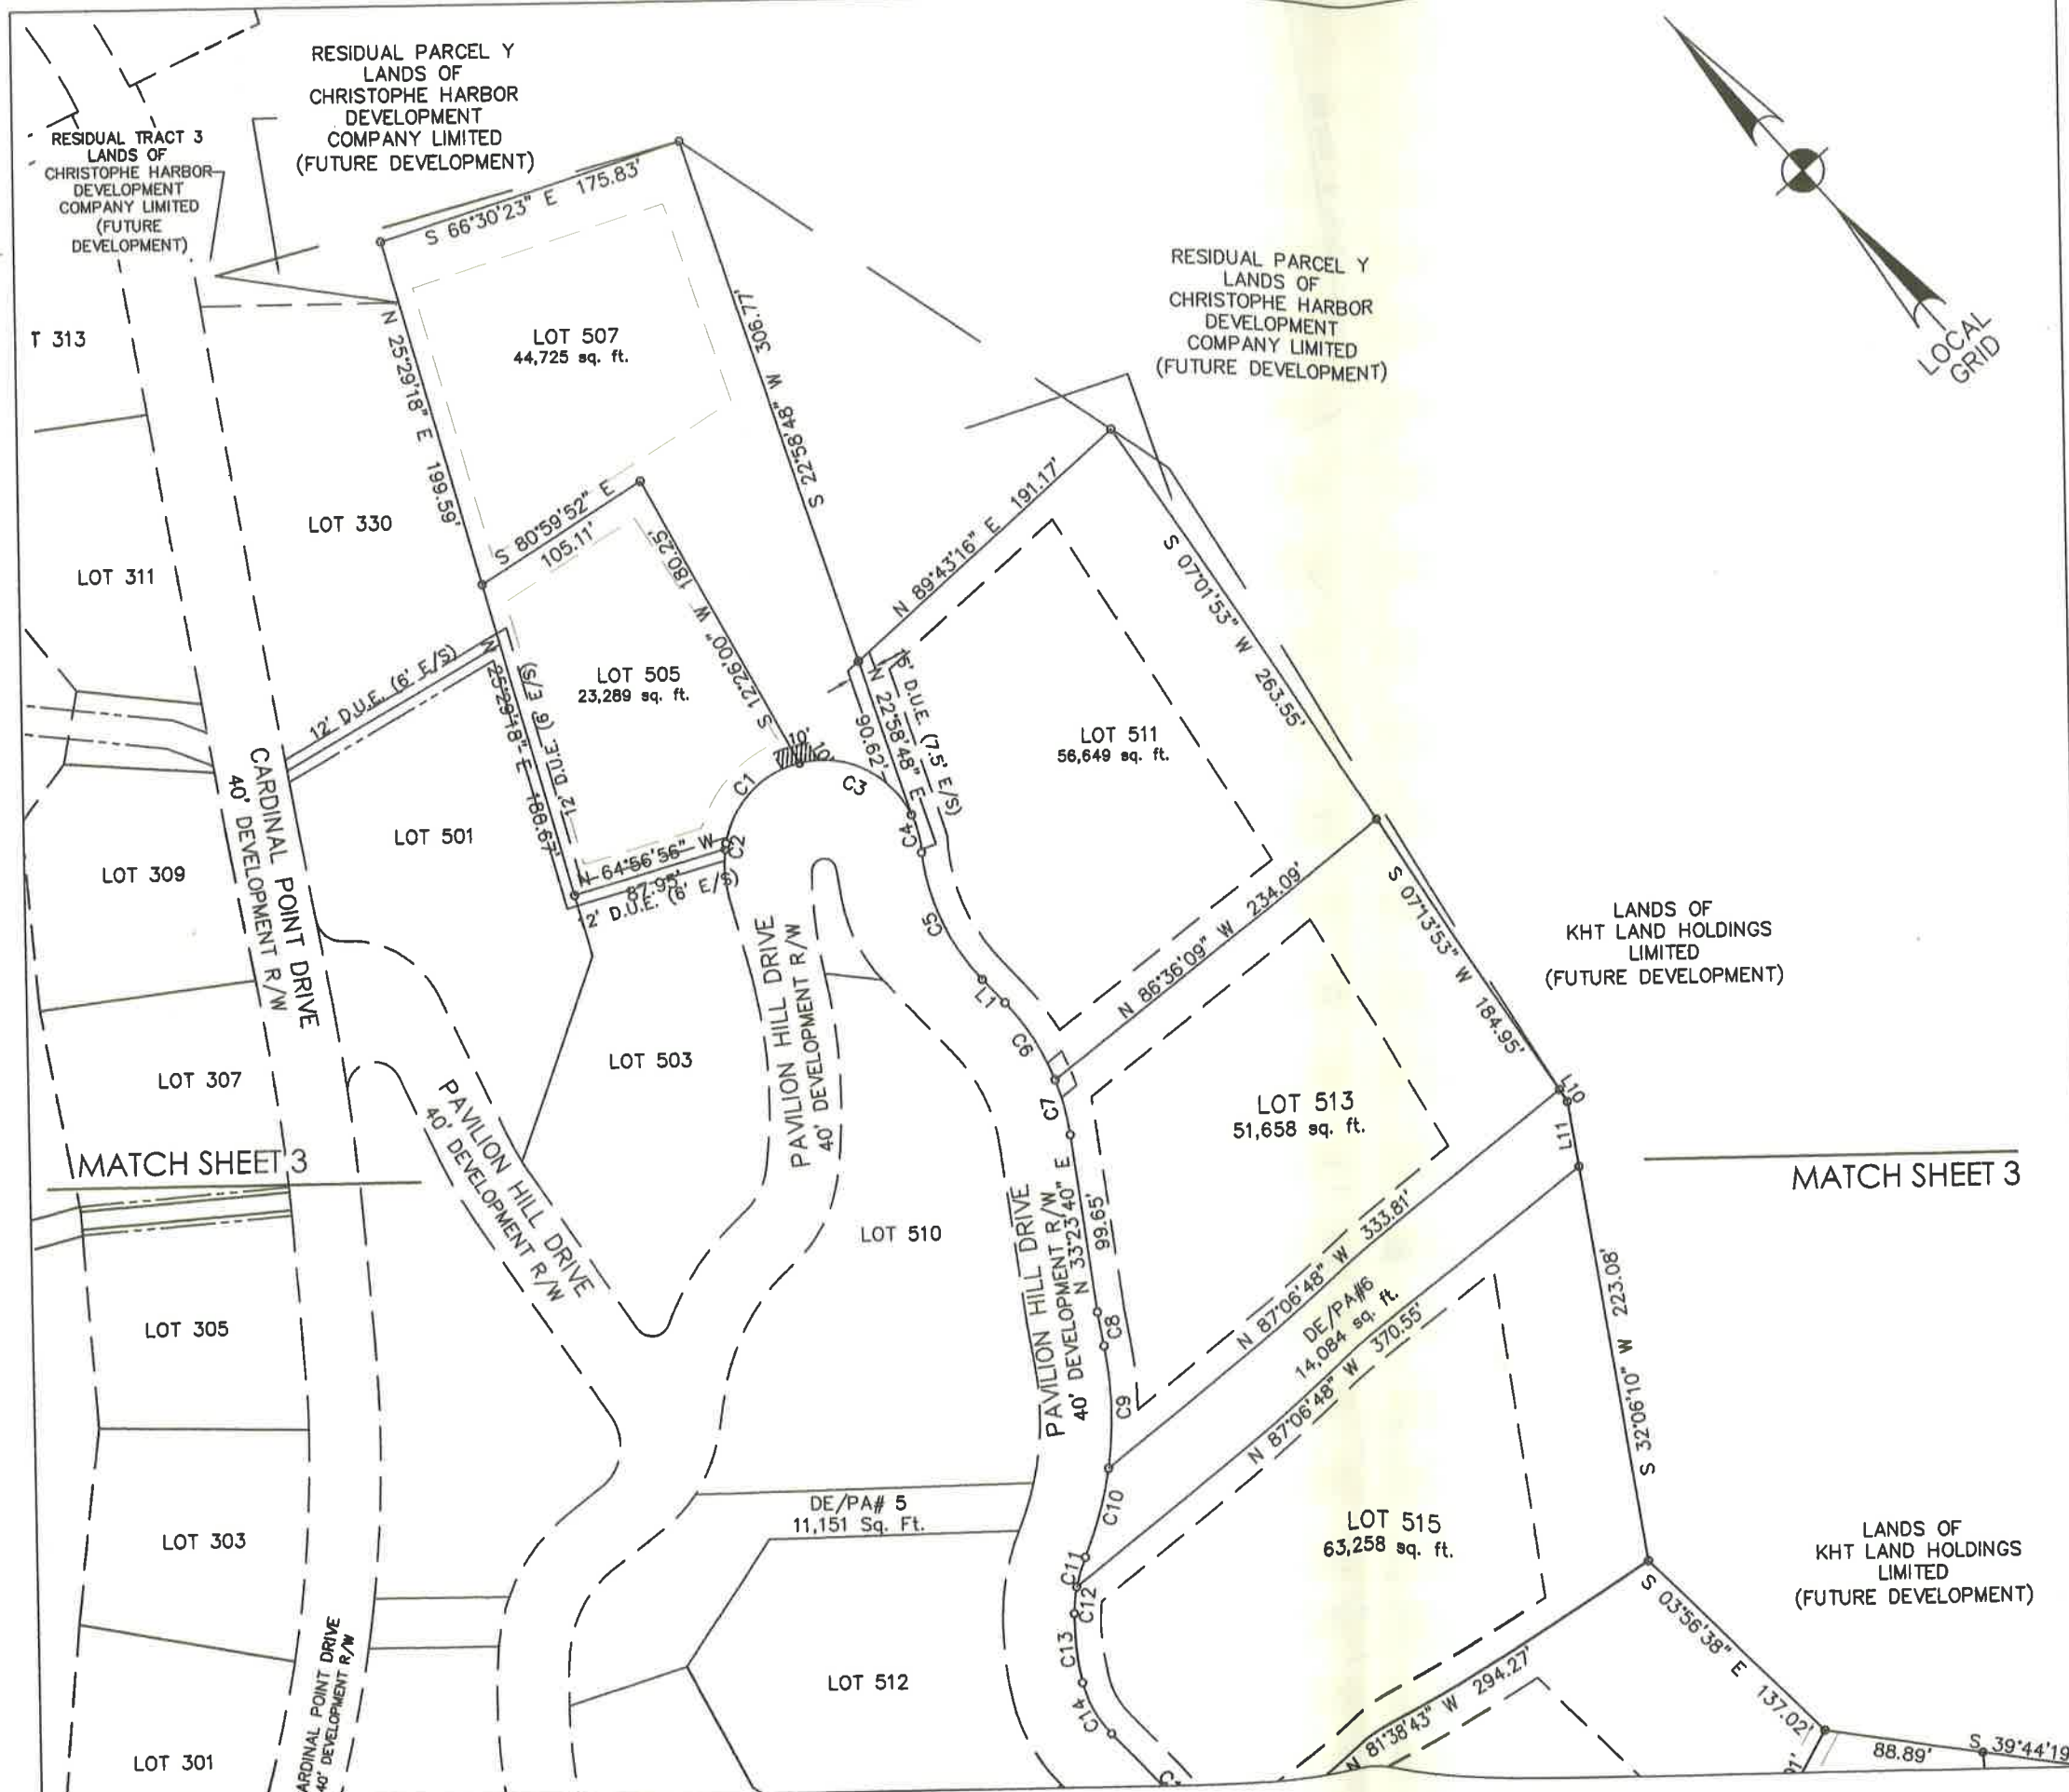 RESIDUAL PARCEL Y
LANDS OF
CHRISTOPHE HARBOR
DEVELOPMENT
COMPANY LIMITED
(FUTURE DEVELOPMENT)
RESIDUAL TRACT 3
LANDS OF
CHRISTOPHE HARBOR
DEVELOPMENT
COMPANY LIMITED
(FUTURE
DEVELOPMENT)
S 66°30'23" E 175.83'
LOT 507
44,725 sq. ft.
RESIDUAL PARCEL Y
LANDS OF
CHRISTOPHE HARBOR
DEVELOPMENT
COMPANY LIMITED
(FUTURE DEVELOPMENT)
LOCAL
GRID
T 313
N 25°29'18" E 199.59'
S 22°58'48" W 306.77'
LOT 330
LOT 311
S 80°59'52" E
105.11'
S 12°26'00" W 180.25'
N 89°43'16" E 191.17'
S 07°01'53" W 263.55'
LOT 505
23,289 sq. ft.
12' D.U.E. (6' E/S)
12' D.U.E. (6' E/S)
25°29'18" E
10'
10'
N 22°58'48" E
90.62'
15' D.U.E. (7.5' E/S)
LOT 511
56,649 sq. ft.
CARDINAL POINT DRIVE
40' DEVELOPMENT R/W
C1
C2
C3
C4
C5
LOT 501
LOT 309
N 64°56'56" W
87.95'
12' D.U.E. (6' E/S)
N 86°36'09" W 234.09'
S 07°13'53" W 184.95'
LANDS OF
KHT LAND HOLDINGS
LIMITED
(FUTURE DEVELOPMENT)
PAVILION HILL DRIVE
40' DEVELOPMENT R/W
L1
C6
C7
LOT 503
LOT 307
LOT 513
51,658 sq. ft.
L10
L11
PAVILION HILL DRIVE
40' DEVELOPMENT R/W
MATCH SHEET 3
MATCH SHEET 3
PAVILION HILL DRIVE
40' DEVELOPMENT R/W
N 33°23'40" E
99.65'
LOT 510
N 87°06'48" W 333.81'
DE/PA#6
14,084 sq. ft.
N 87°06'48" W 370.55'
S 32°06'10" W 223.08'
LOT 305
C8
C9
C10
C11
C12
C13
C14
DE/PA# 5
11,151 Sq. Ft.
LOT 515
63,258 sq. ft.
LOT 303
LANDS OF
KHT LAND HOLDINGS
LIMITED
(FUTURE DEVELOPMENT)
S 03°56'38" E 137.02'
LOT 512
N 81°38'43" W 294.27'
LOT 301
ARDINAL POINT DRIVE
40' DEVELOPMENT R/W
88.89'
S 39°44'19